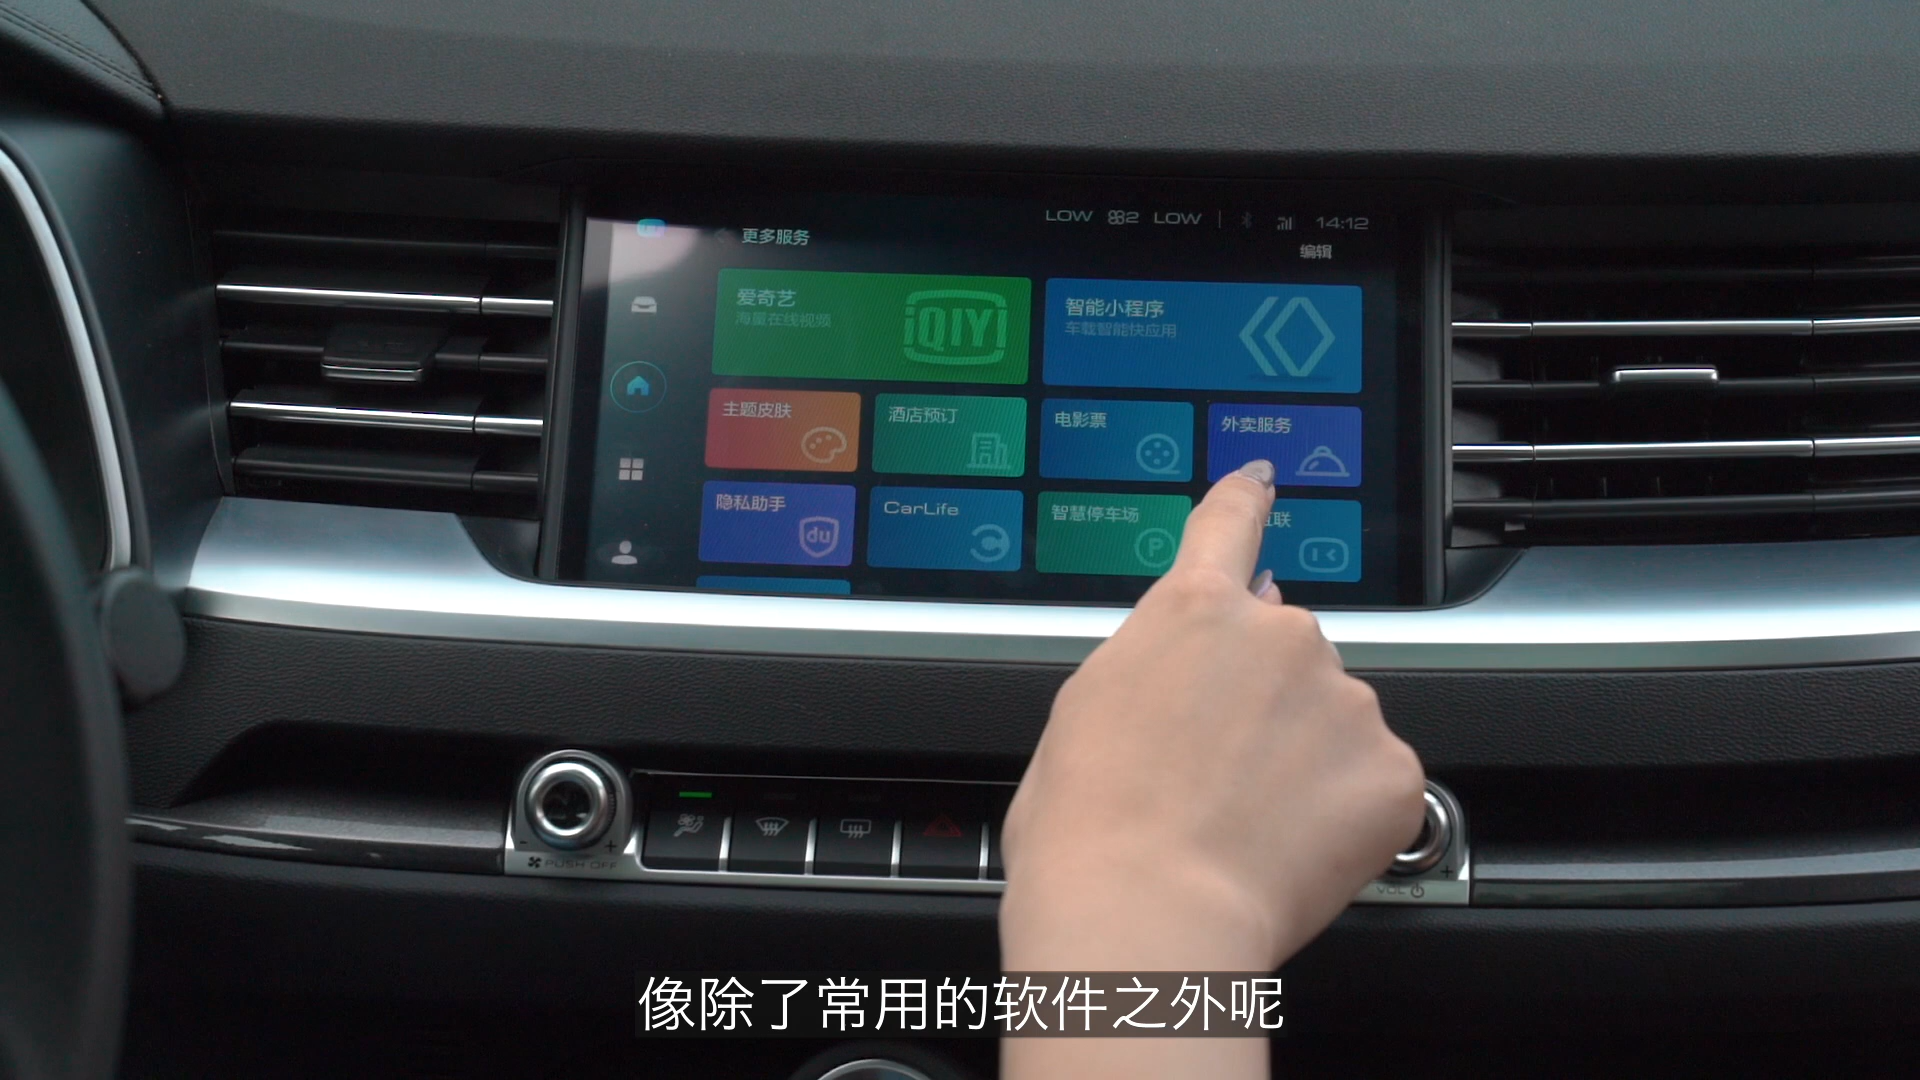 LOW 2 LOW 14:12
更多服务
编辑
爱奇艺
海量在线视频
iQIYI
智能小程序
车载智能快应用
主题皮肤
酒店预订
电影票
外卖服务
隐私助手
du
CarLife
智慧停车场
P
互联
- +
PUSH OFF
+
VOL
像除了常用的软件之外呢